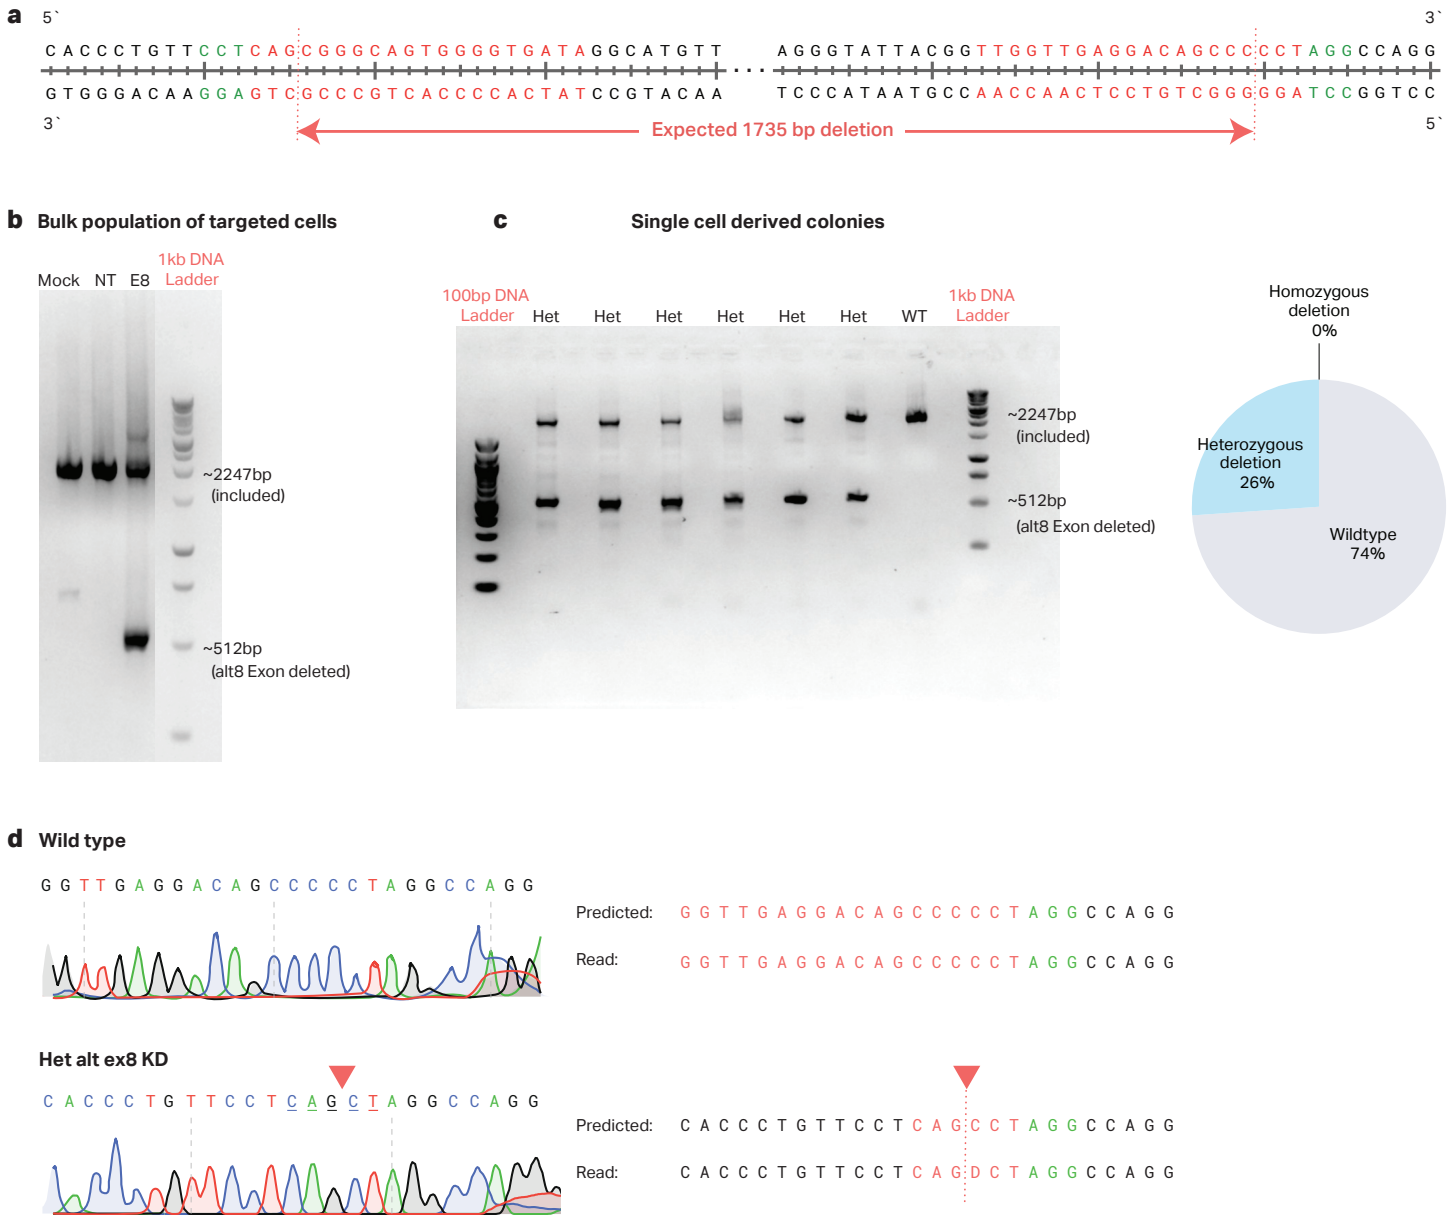 a
5` 3`
C A C C C T G T T C C T C A G C G G G C A G T G G G G T G A T A G G C A T G T T ... A G G G T A T T A C G G T T G G T T G A G G A C A G C C C C C T A G G C C A G G
G T G G G A C A A G G A G T C G C C C G T C A C C C C A C T A T C C G T A C A A T C C C A T A A T G C C A A C C A A C T C C T G T C G G G G G A T C C G G T C C
3` 5`
Expected 1735 bp deletion
b Bulk population of targeted cells
Mock NT E8 1kb DNA Ladder
~2247bp
(included)
~512bp
(alt8 Exon deleted)
c Single cell derived colonies
100bp DNA Ladder Het Het Het Het Het Het WT 1kb DNA Ladder
~2247bp
(included)
~512bp
(alt8 Exon deleted)
Homozygous
deletion
0%
Heterozygous
deletion
26%
Wildtype
74%
d Wild type
G G T T G A G G A C A G C C C C C T A G G C C A G G
Predicted: G G T T G A G G A C A G C C C C C T A G G C C A G G
Read: G G T T G A G G A C A G C C C C C T A G G C C A G G
Het alt ex8 KD
C A C C C T G T T C C T C A G C T A G G C C A G G
Predicted: C A C C C T G T T C C T C A G C C T A G G C C A G G
Read: C A C C C T G T T C C T C A G D C T A G G C C A G G